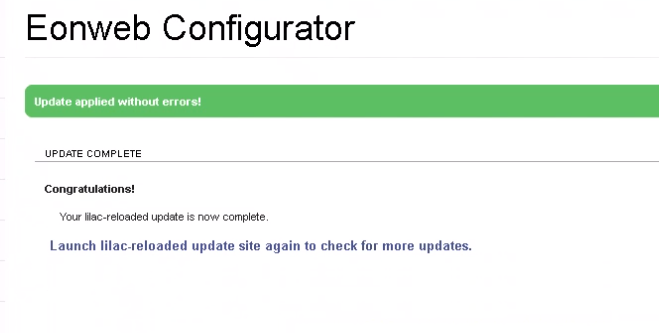 Eonweb Configurator
Update applied without errors!
UPDATE COMPLETE
Congratulations!
Your lilac-reloaded update is now complete.
Launch lilac-reloaded update site again to check for more updates.